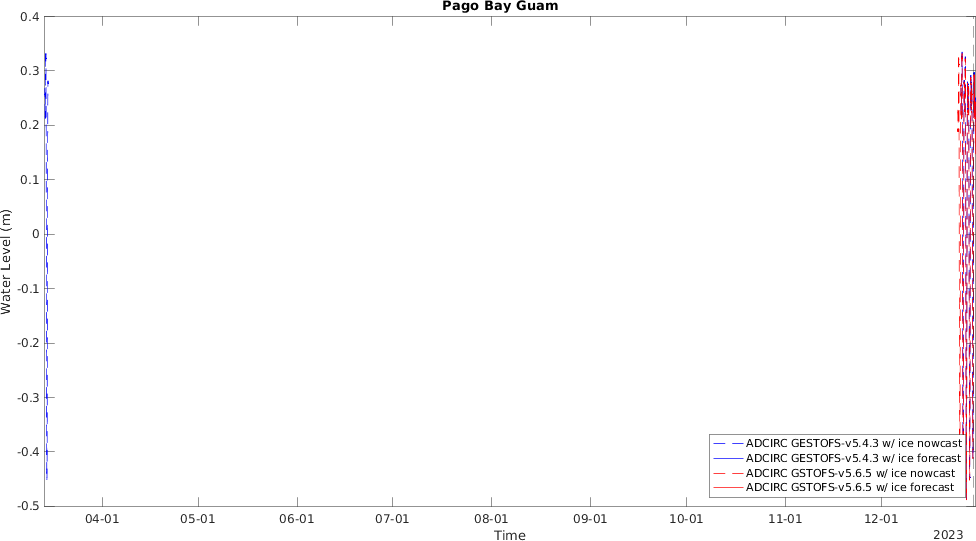 Pago Bay Guam
0.4
0.3
0.2
0.1
0
-0.1
-0.2
-0.3
-0.4
-0.5
Water Level (m)
ADCIRC GESTOFS-v5.4.3 w/ ice nowcast
ADCIRC GESTOFS-v5.4.3 w/ ice forecast
ADCIRC GSTOFS-v5.6.5 w/ ice nowcast
ADCIRC GSTOFS-v5.6.5 w/ ice forecast
04-01 05-01 06-01 07-01 08-01 09-01 10-01 11-01 12-01
Time
2023